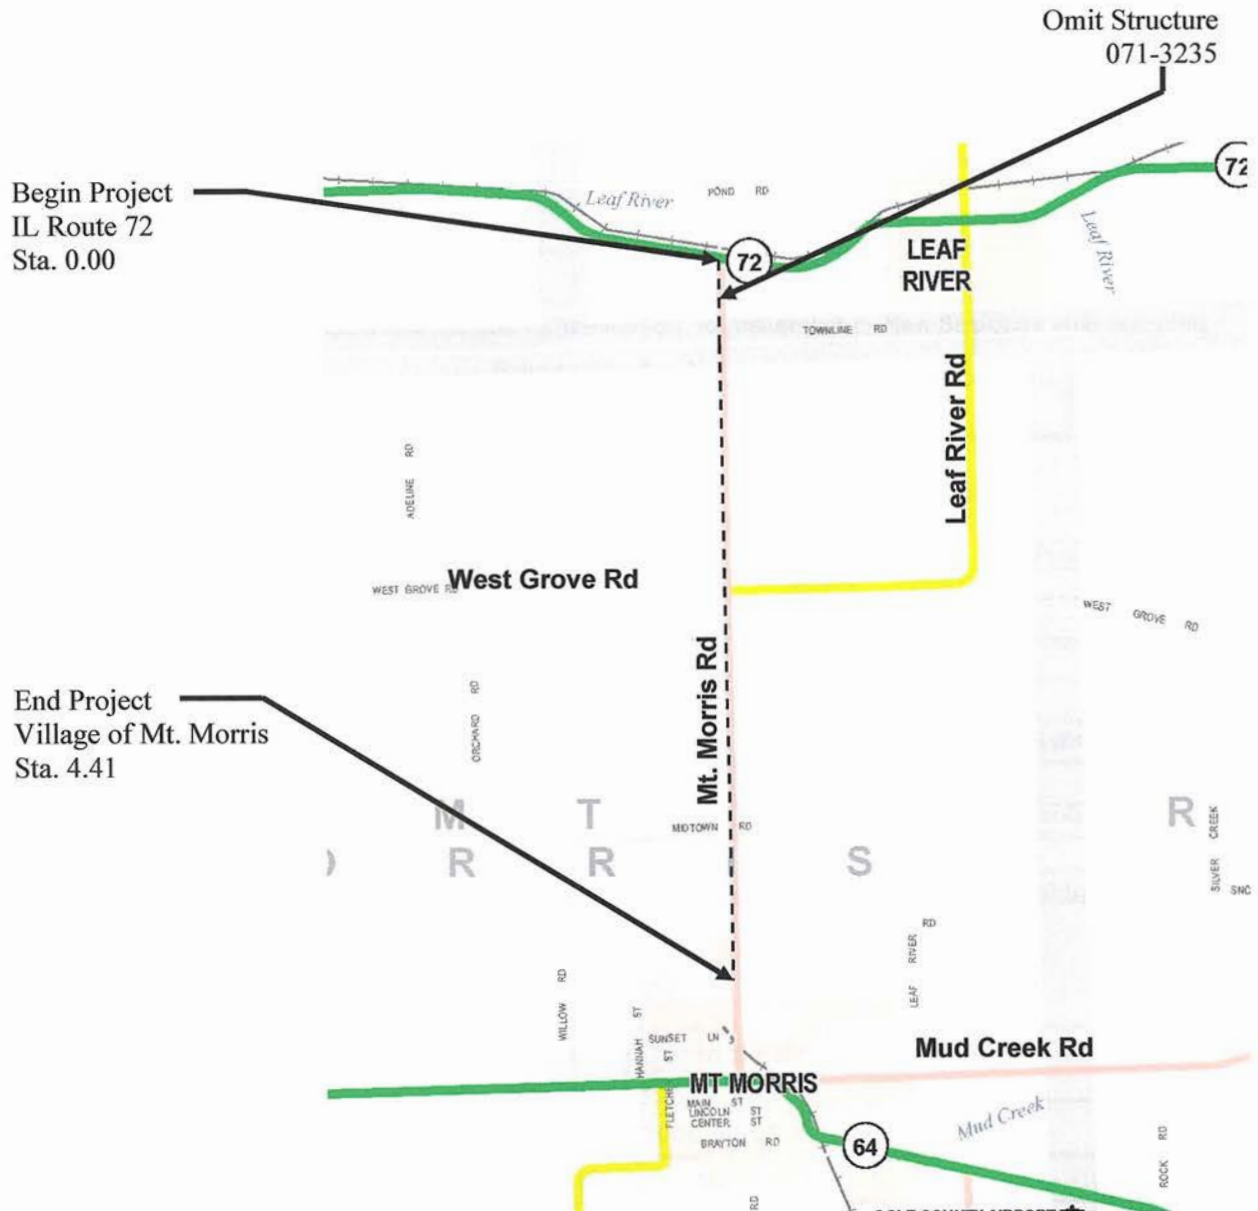 Omit Structure
071-3235
Begin Project
IL Route 72
Sta. 0.00
Leaf River
POND RD
72
72
LEAF
RIVER
Leaf River
TOWNLINE RD
Leaf River Rd
ADELINE RD
WEST GROVE RD
West Grove Rd
WEST GROVE RD
Mt. Morris Rd
End Project
Village of Mt. Morris
Sta. 4.41
ORCHARD RD
M T
R
MIDTOWN RD
R R S
SILVER CREEK
SNC
LEAF RIVER RD
WILLOW RD
HANNAH ST
SUNSET LN
Mud Creek Rd
MT MORRIS
FLETCHE ST
MAIN ST
LINCOLN ST
CENTER ST
BRAYTON RD
64
Mud Creek
ROCK RD
RD